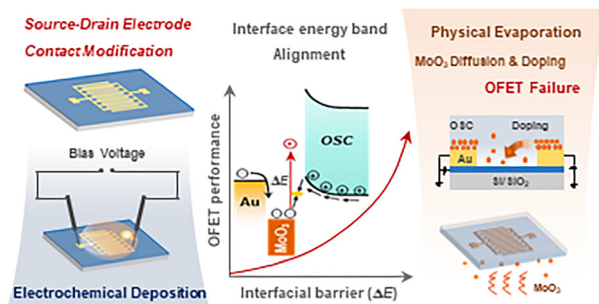 Source-Drain Electrode
Contact Modification
Bias Voltage
Electrochemical Deposition
Interface energy band
Alignment
OFET performance
OSC
ΔE
Au
MoO₃
Interfacial barrier (ΔE)
Physical Evaporation
MoO₃ Diffusion & Doping
OFET Failure
OSC
Doping
Au
SI/SIO₂
MoO₃